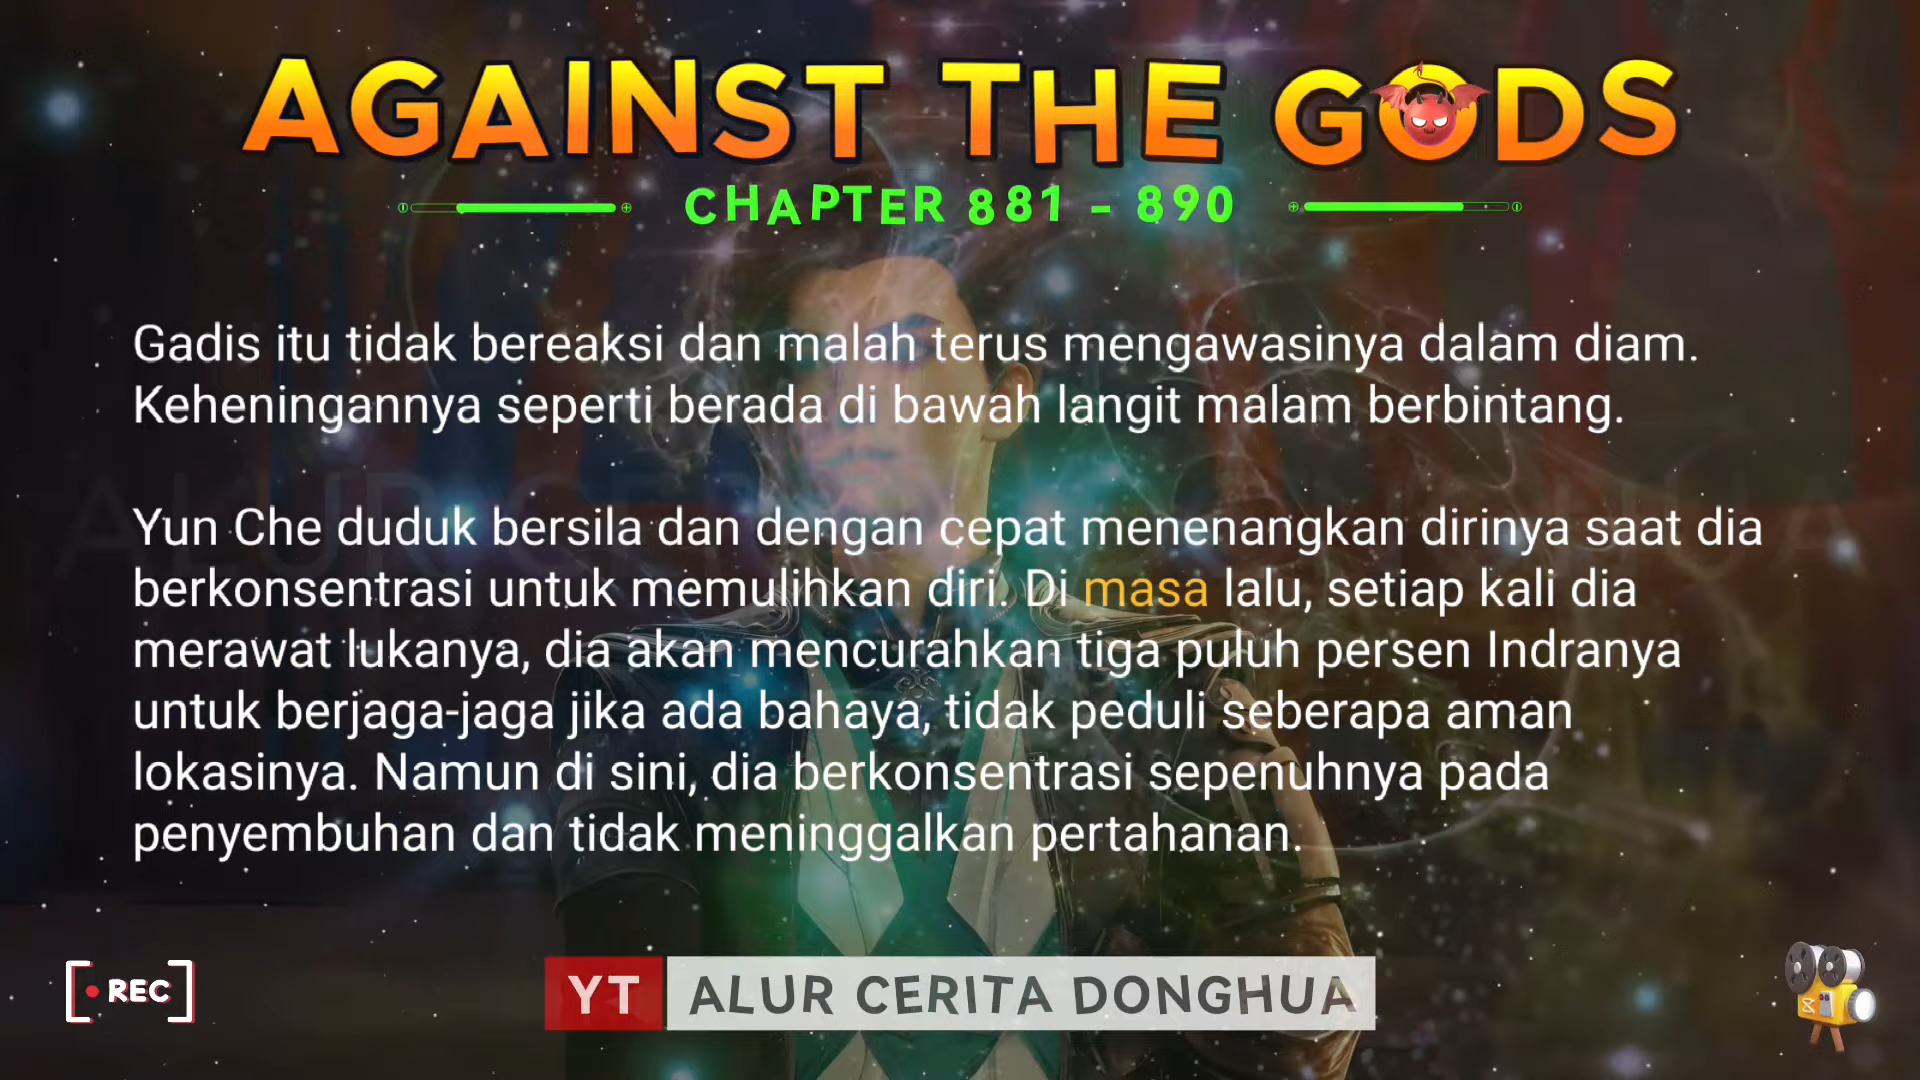 AGAINST THE GODS
CHAPTER 881 - 890
Gadis itu tidak bereaksi dan malah terus mengawasinya dalam diam.
Keheningannya seperti berada di bawah langit malam berbintang.
Yun Che duduk bersila dan dengan cepat menenangkan dirinya saat dia
berkonsentrasi untuk memulihkan diri. Di masa lalu, setiap kali dia
merawat lukanya, dia akan mencurahkan tiga puluh persen Indranya
untuk berjaga-jaga jika ada bahaya, tidak peduli seberapa aman
lokasinya. Namun di sini, dia berkonsentrasi sepenuhnya pada
penyembuhan dan tidak meninggalkan pertahanan.
REC
YT ALUR CERITA DONGHUA